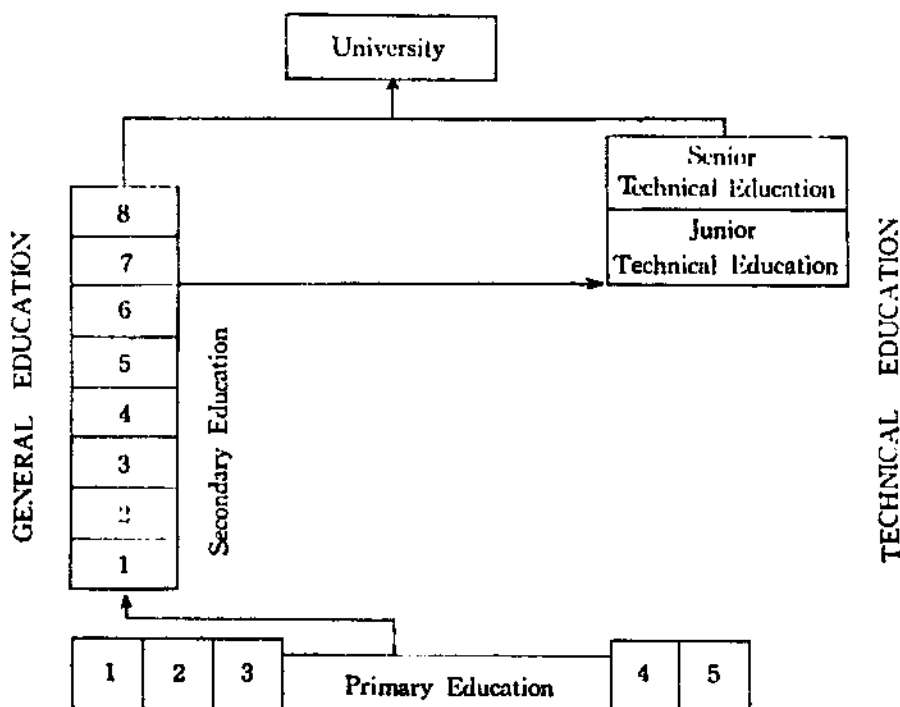 University
Senior
Technical Education
Junior
Technical Education
GENERAL EDUCATION
8
7
6
5
4
3
2
1
Secondary Education
TECHNICAL EDUCATION
1 2 3 Primary Education 4 5